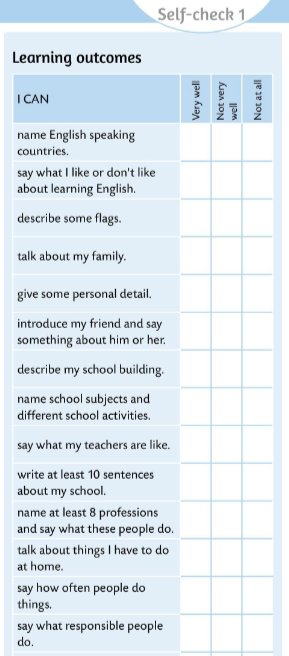 Self-check 1
Learning outcomes
I CAN
Very well
Not very
well
Not at all
name English speaking
countries.
say what I like or don't like
about learning English.
describe some flags.
talk about my family.
give some personal detail.
introduce my friend and say
something about him or her.
describe my school building.
name school subjects and
different school activities.
say what my teachers are like.
write at least 10 sentences
about my school.
name at least 8 professions
and say what these people do.
talk about things I have to do
at home.
say how often people do
things.
say what responsible people
do.